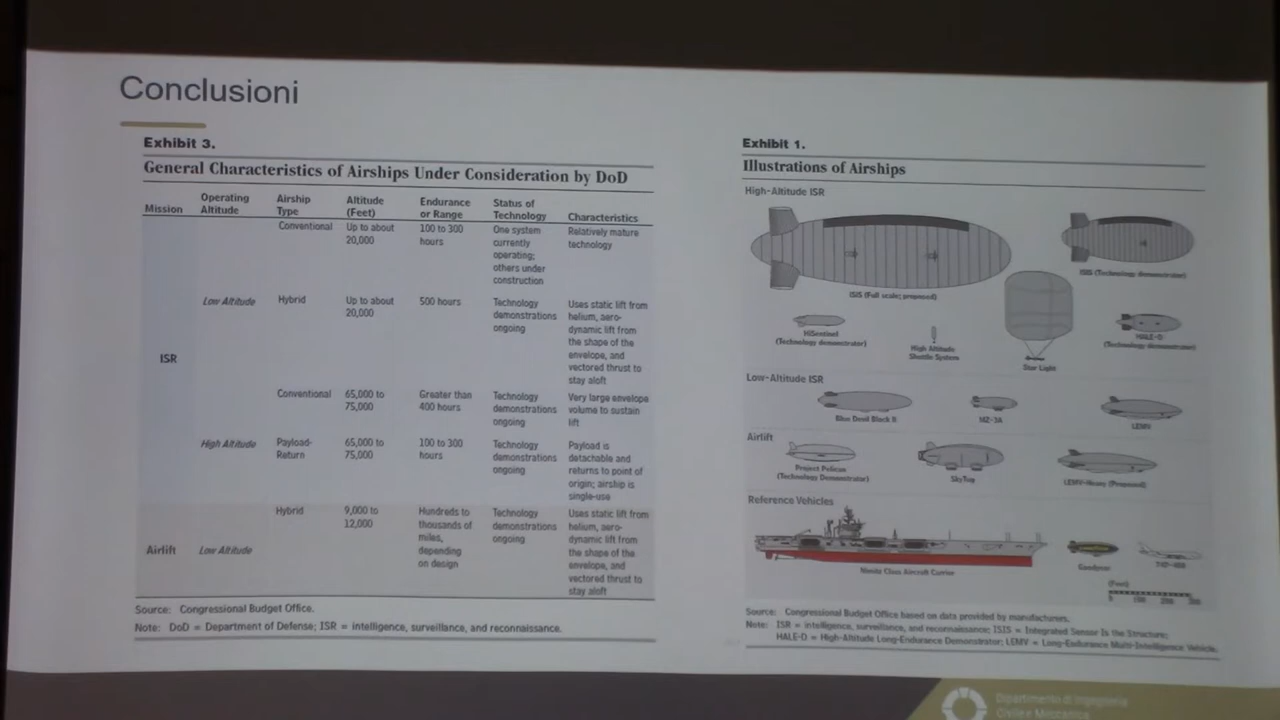 Conclusioni
Exhibit 3.
General Characteristics of Airships Under Consideration by DoD
Mission
Operating
Altitude
Airship
Type
Altitude
(Feet)
Endurance
or Range
Status of
Technology
Characteristics
ISR
Low Altitude
Conventional
Up to about
20,000
100 to 300
hours
One system
currently
operating;
others under
construction
Relatively mature
technology
Hybrid
Up to about
20,000
500 hours
Technology
demonstrations
ongoing
Uses static lift from
helium, aero-
dynamic lift from
the shape of the
envelope, and
vectored thrust to
stay aloft
High Altitude
Conventional
65,000 to
75,000
Greater than
400 hours
Technology
demonstrations
ongoing
Very large envelope
volume to sustain
lift
Payload-
Return
65,000 to
75,000
100 to 300
hours
Technology
demonstrations
ongoing
Payload is
detachable and
returns to point of
origin; airship is
single-use
Airlift
Low Altitude
Hybrid
9,000 to
12,000
Hundreds to
thousands of
miles,
depending
on design
Technology
demonstrations
ongoing
Uses static lift from
helium, aero-
dynamic lift from
the shape of the
envelope, and
vectored thrust to
stay aloft
Source: Congressional Budget Office.
Note: DoD = Department of Defense; ISR = intelligence, surveillance, and reconnaissance.
Exhibit 1.
Illustrations of Airships
High-Altitude ISR
ISIS (Full scale; proposed)
ISIS (Technology demonstrator)
HiSentinel
(Technology demonstrator)
High Altitude
Shuttle System
Star Light
HALE-D
(Technology demonstrator)
Low-Altitude ISR
Blue Devil Block II
MZ-3A
LEMV
Airlift
Project Pelican
(Technology Demonstrator)
SkyTug
LEMV-Heavy (Proposed)
Reference Vehicles
Nimitz Class Aircraft Carrier
Goodyear
(Feet)
0 100 200 300
Source: Congressional Budget Office based on data provided by manufacturers.
Note: ISR = intelligence, surveillance, and reconnaissance; ISIS = Integrated Sensor Is the Structure;
HALE-D = High-Altitude Long-Endurance Demonstrator; LEMV = Long-Endurance Multi-Intelligence Vehicle.
Dipartimento di Ingegneria
Civile e Meccanica